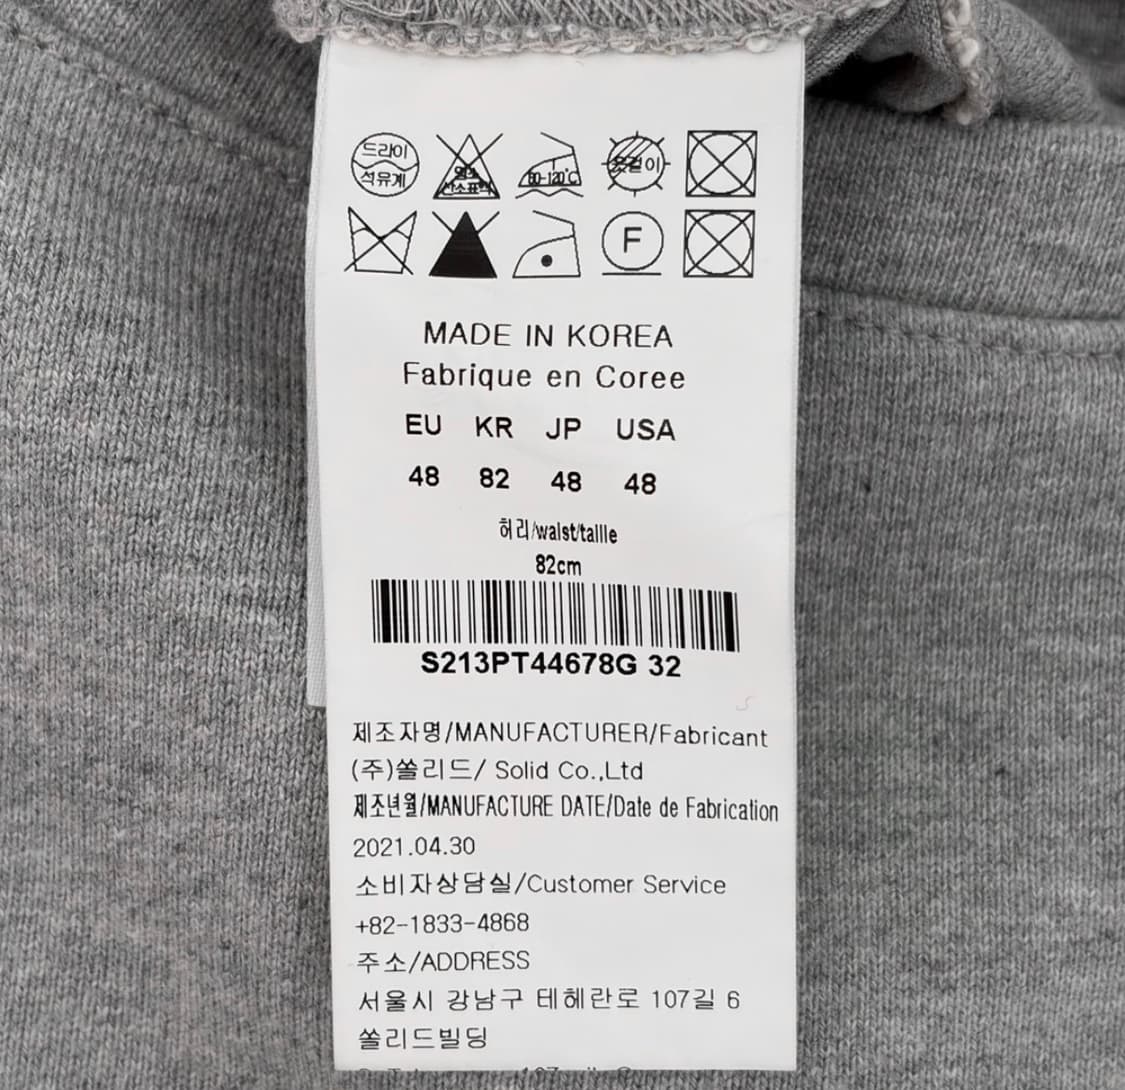 드라이
석유계
염소
산소표백
80-120℃
옷걸이
F
MADE IN KOREA
Fabrique en Coree
EU KR JP USA
48 82 48 48
허리/waist/taille
82cm
S213PT44678G 32
제조자명/MANUFACTURER/Fabricant
(주)쏠리드/ Solid Co.,Ltd
제조년월/MANUFACTURE DATE/Date de Fabrication
2021.04.30
소비자상담실/Customer Service
+82-1833-4868
주소/ADDRESS
서울시 강남구 테헤란로 107길 6
쏠리드빌딩